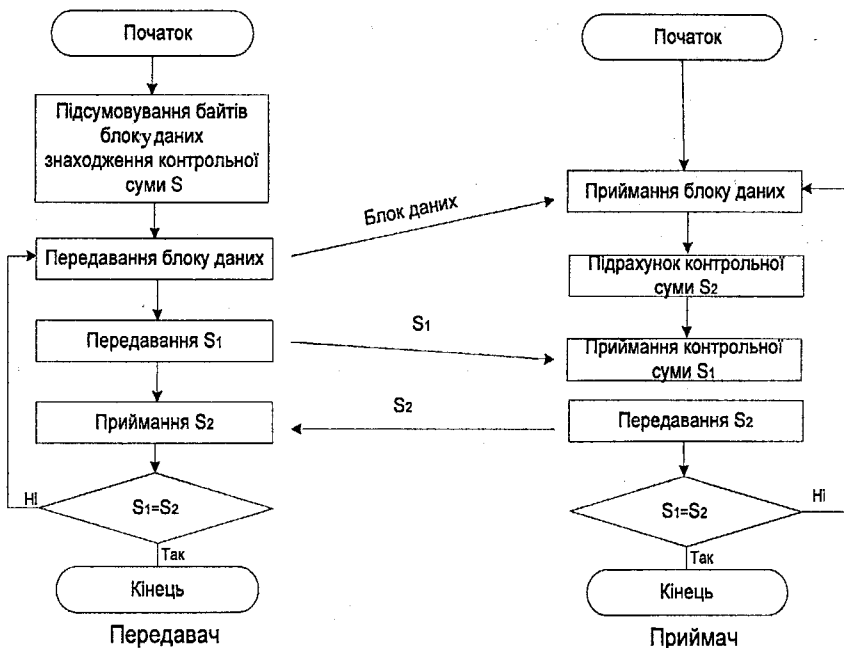 Початок
Підсумовування байтів
блоку даних
знаходження контрольної
суми S
Передавання блоку даних
Передавання S1
Приймання S2
S1=S2
Ні
Так
Кінець
Передавач
Блок даних
S1
S2
Початок
Приймання блоку даних
Підрахунок контрольної
суми S2
Приймання контрольної
суми S1
Передавання S2
S1=S2
Ні
Так
Кінець
Приймач